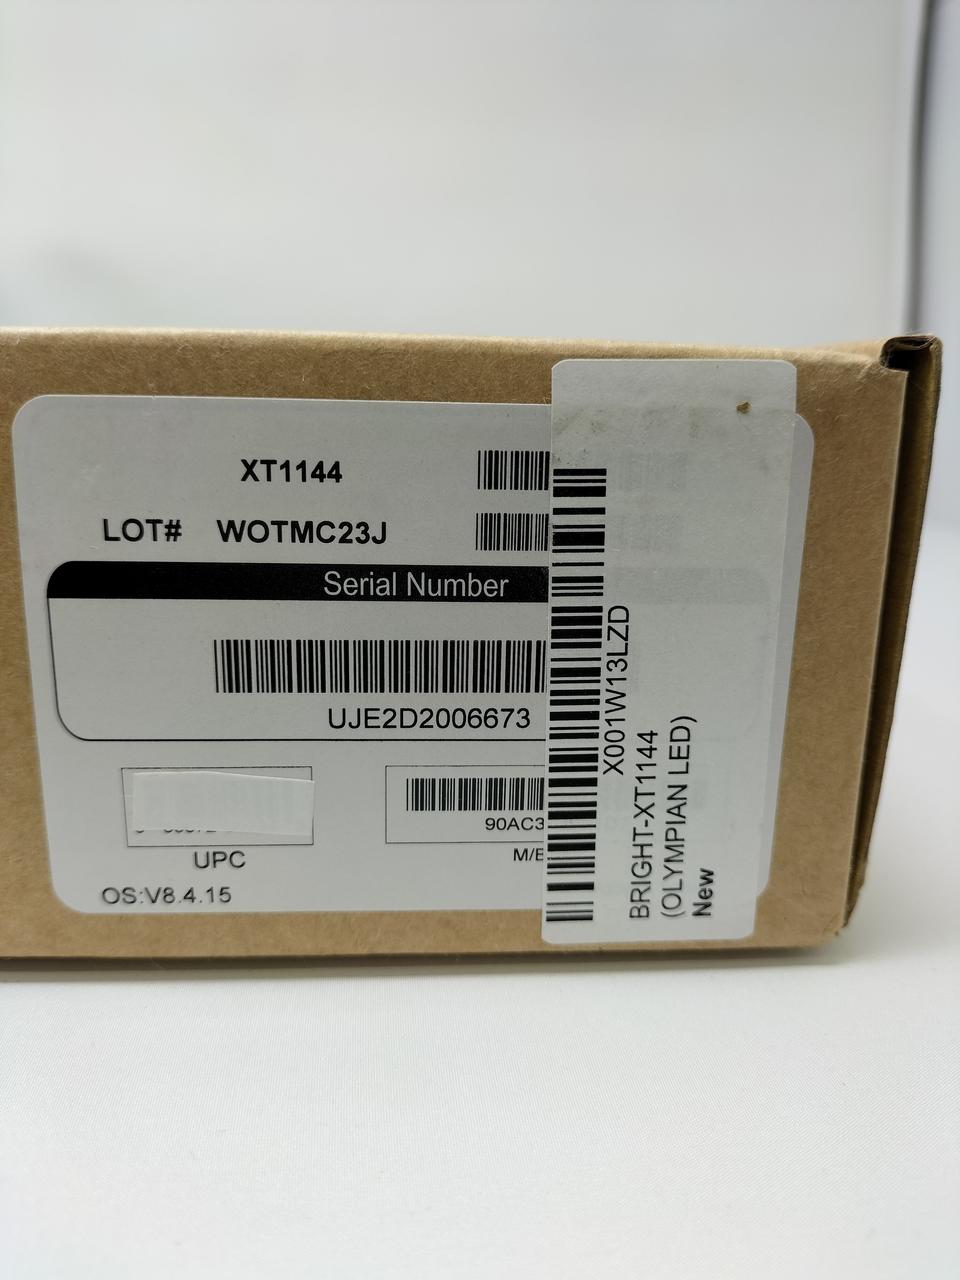 XT1144
LOT# WOTMC23J
Serial Number
UJE2D2006673
UPC
90AC3
M/E
OS:V8.4.15
X001W13LZD
BRIGHT-XT1144
(OLYMPIAN LED)
New